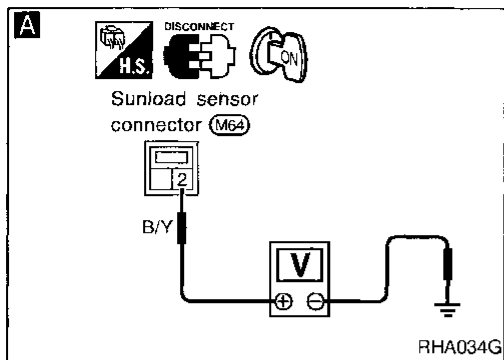 A
DISCONNECT
H.S.
ON
Sunload sensor
connector M64
2
B/Y
V
+ −
RHA034G